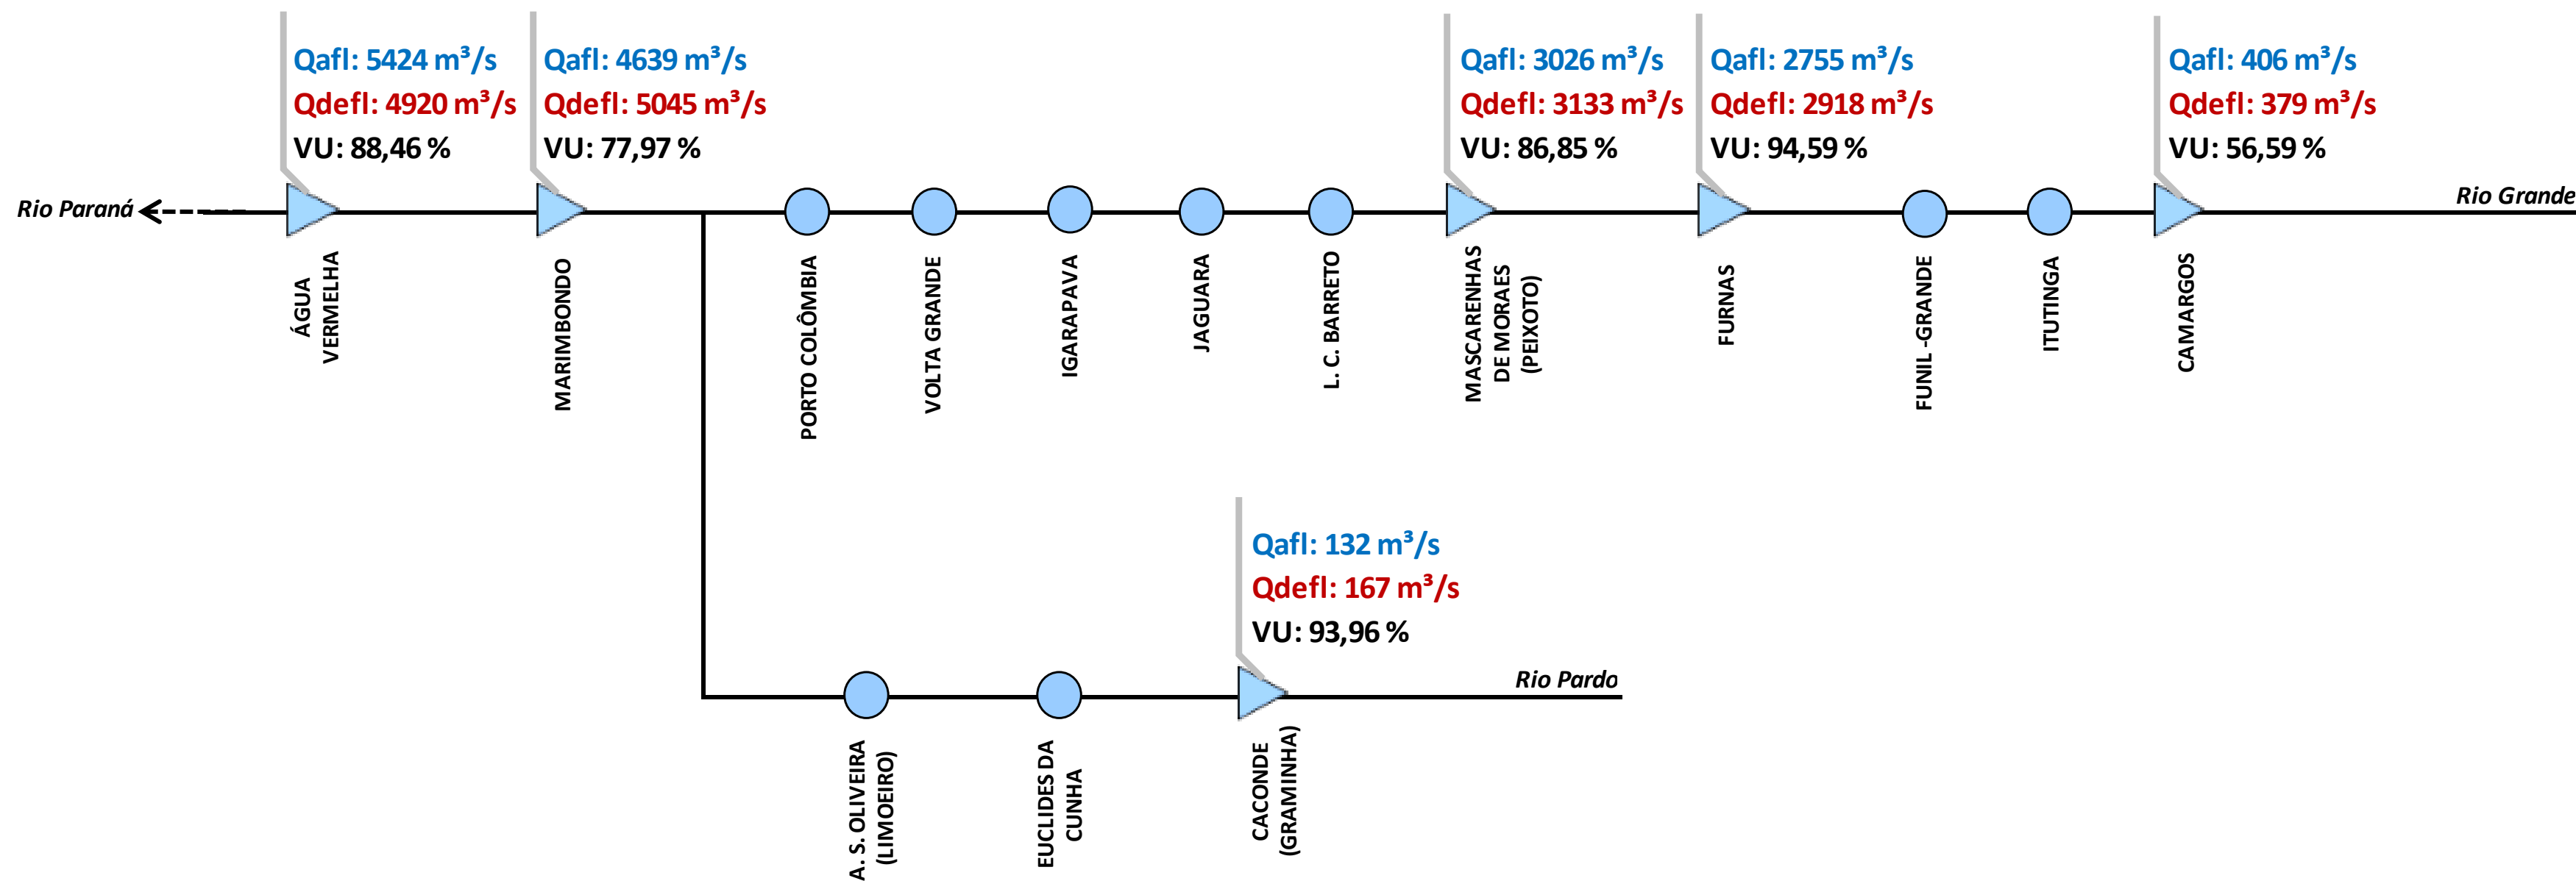 Qafl: 5424 m³/s
Qdefl: 4920 m³/s
VU: 88,46 %
Qafl: 4639 m³/s
Qdefl: 5045 m³/s
VU: 77,97 %
Qafl: 3026 m³/s
Qdefl: 3133 m³/s
VU: 86,85 %
Qafl: 2755 m³/s
Qdefl: 2918 m³/s
VU: 94,59 %
Qafl: 406 m³/s
Qdefl: 379 m³/s
VU: 56,59 %
Rio Paraná
Rio Grande
ÁGUA
VERMELHA
MARIMBONDO
PORTO COLÔMBIA
VOLTA GRANDE
IGARAPAVA
JAGUARA
L. C. BARRETO
MASCARENHAS
DE MORAES
(PEIXOTO)
FURNAS
FUNIL -GRANDE
ITUTINGA
CAMARGOS
Qafl: 132 m³/s
Qdefl: 167 m³/s
VU: 93,96 %
Rio Pardo
A. S. OLIVEIRA
(LIMOEIRO)
EUCLIDES DA
CUNHA
CACONDE
(GRAMINHA)